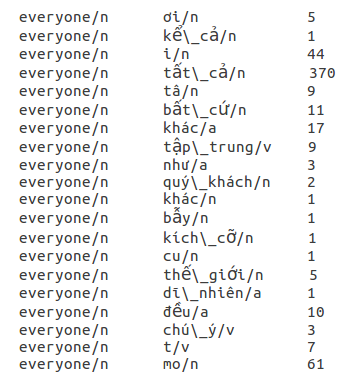 everyone/n ơi/n 5
everyone/n kể\_cả/n 1
everyone/n i/n 44
everyone/n tất\_cả/n 370
everyone/n tâ/n 9
everyone/n bất\_cứ/n 11
everyone/n khác/a 17
everyone/n tập\_trung/v 9
everyone/n như/a 3
everyone/n quý\_khách/n 2
everyone/n khác/n 1
everyone/n bẫy/n 1
everyone/n kích\_cỡ/n 1
everyone/n cu/n 1
everyone/n thế\_giới/n 5
everyone/n dĩ\_nhiên/a 1
everyone/n đều/a 10
everyone/n chú\_ý/v 3
everyone/n t/v 7
everyone/n mo/n 61